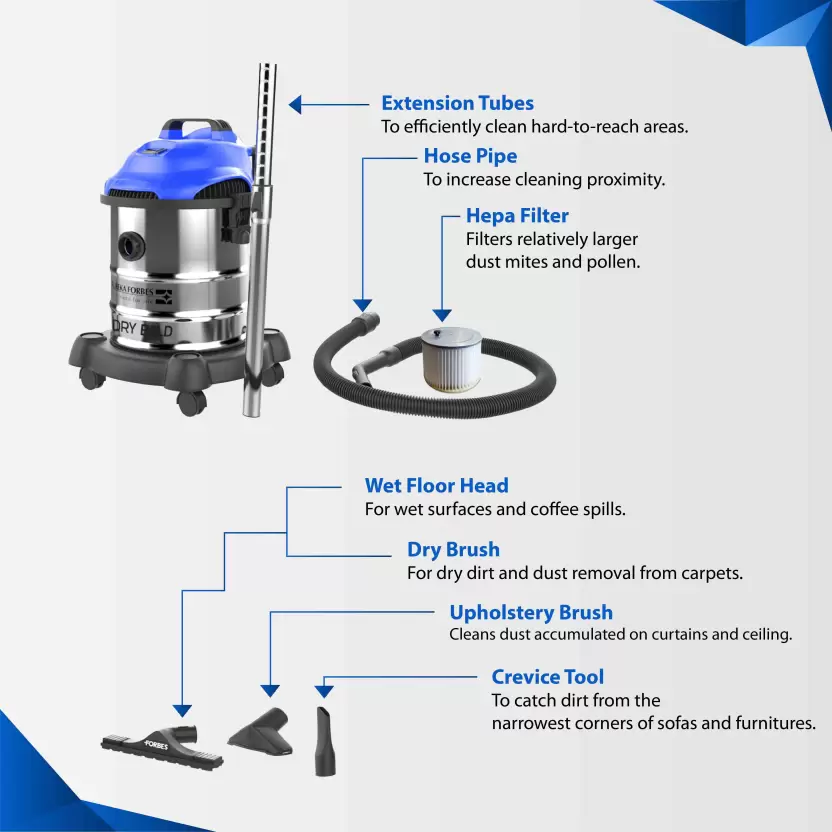 Extension Tubes
To efficiently clean hard-to-reach areas.
Hose Pipe
To increase cleaning proximity.
Hepa Filter
Filters relatively larger
dust mites and pollen.
FORBES
DRY
Wet Floor Head
For wet surfaces and coffee spills.
Dry Brush
For dry dirt and dust removal from carpets.
Upholstery Brush
Cleans dust accumulated on curtains and ceiling.
Crevice Tool
To catch dirt from the
narrowest corners of sofas and furnitures.
FORBES